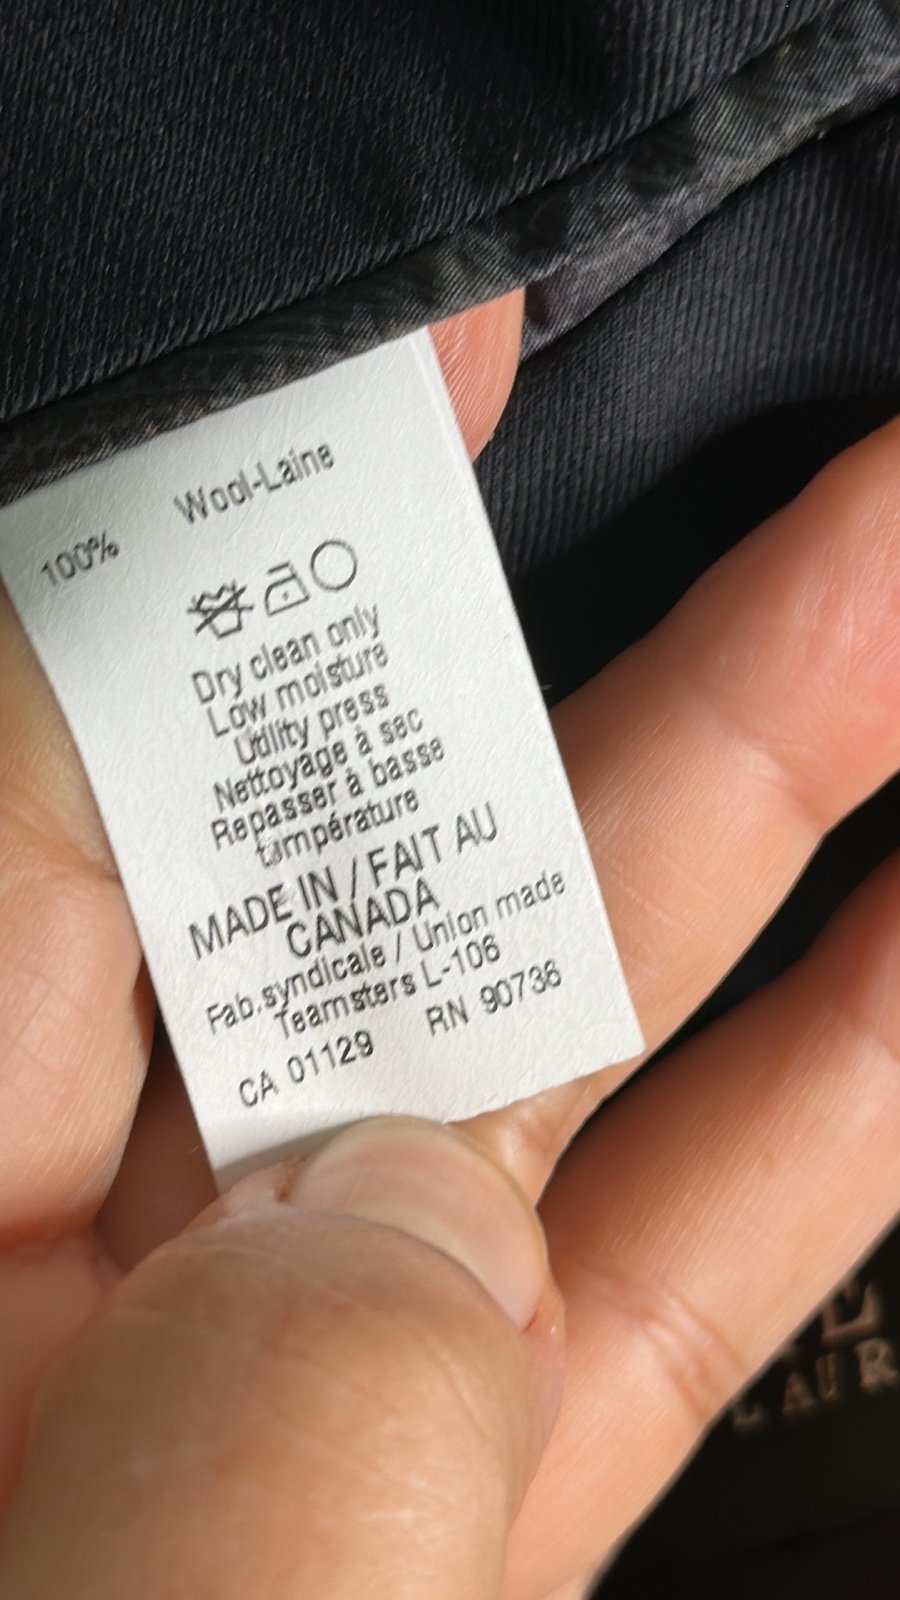 100% Wool-Laine
Dry clean only
Low moisture
Utility press
Nettoyage à sec
Repasser à basse
température
MADE IN / FAIT AU
CANADA
Fab.syndicale / Union made
Teamsters L-106
CA 01129 RN 90736
LAUR